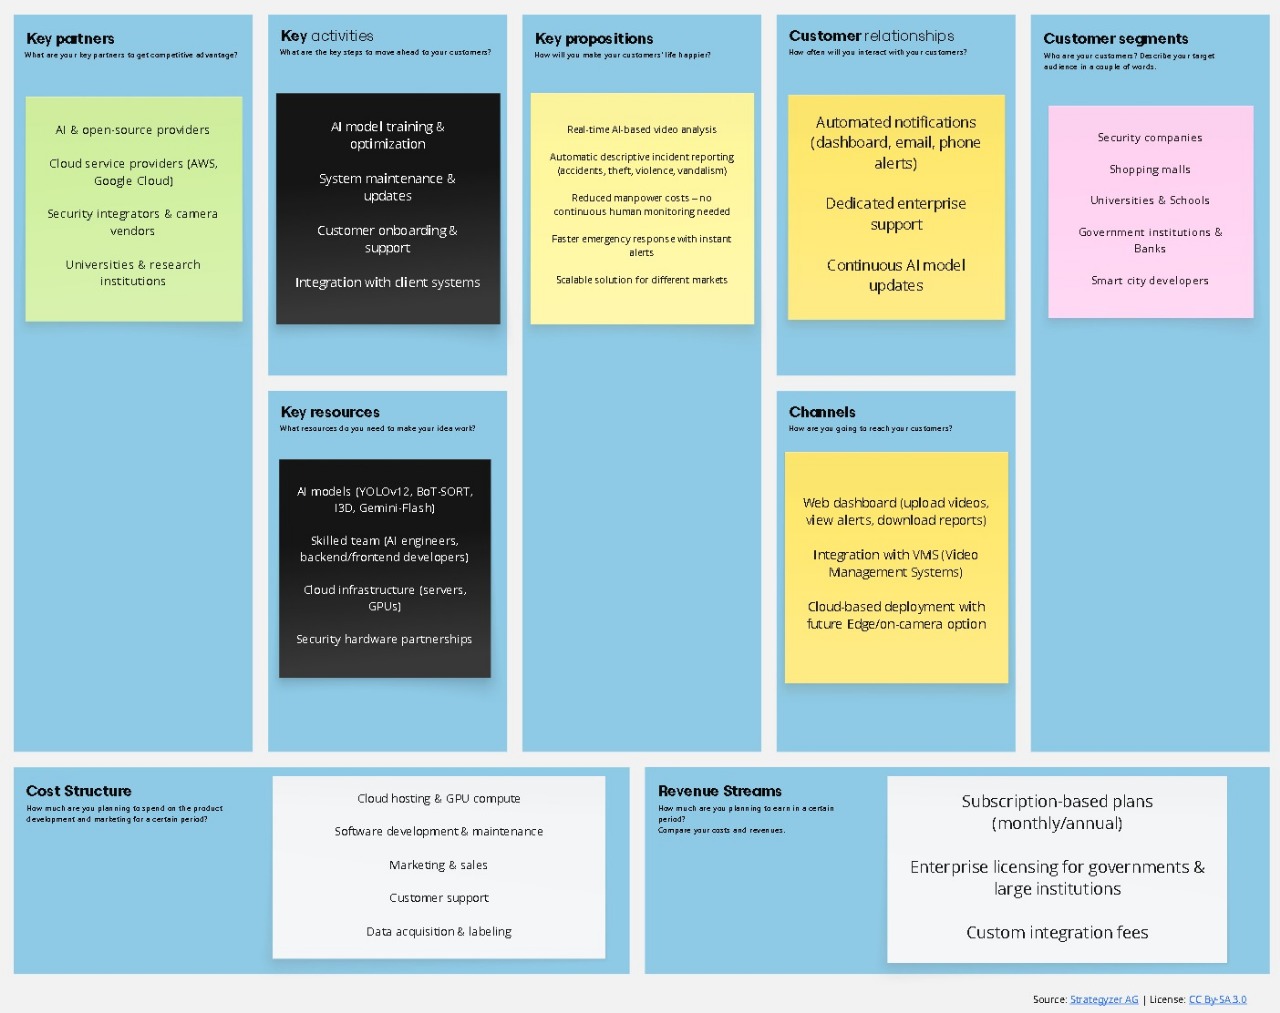 Key partners
What are your key partners to get competitive advantage?
AI & open-source providers
Cloud service providers (AWS,
Google Cloud)
Security integrators & camera
vendors
Universities & research
institutions
Key activities
What are the key steps to move ahead to your customers?
AI model training &
optimization
System maintenance &
updates
Customer onboarding &
support
Integration with client systems
Key resources
What resources do you need to make your idea work?
AI models (YOLOv12, BoT-SORT,
I3D, Gemini-Flash)
Skilled team (AI engineers,
backend/frontend developers)
Cloud infrastructure (servers,
GPUs)
Security hardware partnerships
Key propositions
How will you make your customers' life happier?
Real-time AI-based video analysis
Automatic descriptive incident reporting
(accidents, theft, violence, vandalism)
Reduced manpower costs – no
continuous human monitoring needed
Faster emergency response with instant
alerts
Scalable solution for different markets
Customer relationships
How often will you interact with your customers?
Automated notifications
(dashboard, email, phone
alerts)
Dedicated enterprise
support
Continuous AI model
updates
Channels
How are you going to reach your customers?
Web dashboard (upload videos,
view alerts, download reports)
Integration with VMS (Video
Management Systems)
Cloud-based deployment with
future Edge/on-camera option
Customer segments
Who are your customers? Describe your target
audience in a couple of words.
Security companies
Shopping malls
Universities & Schools
Government institutions &
Banks
Smart city developers
Cost Structure
How much are you planning to spend on the product
development and marketing for a certain period?
Cloud hosting & GPU compute
Software development & maintenance
Marketing & sales
Customer support
Data acquisition & labeling
Revenue Streams
How much are you planning to earn in a certain
period?
Compare your costs and revenues.
Subscription-based plans
(monthly/annual)
Enterprise licensing for governments &
large institutions
Custom integration fees
Source: Strategyzer AG | License: CC By-SA 3.0